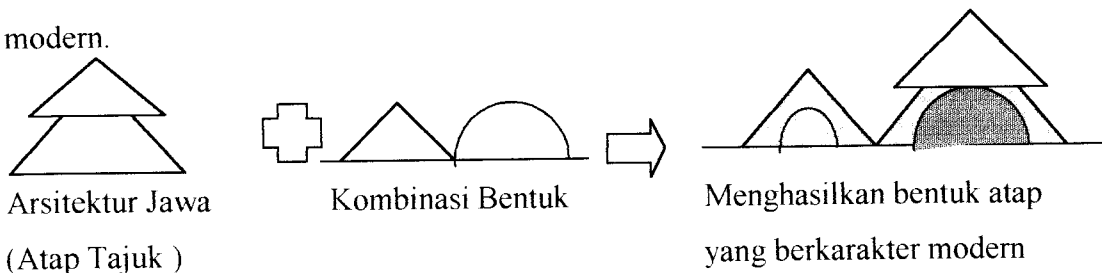 modern.
Arsitektur Jawa
(Atap Tajuk )
Kombinasi Bentuk
Menghasilkan bentuk atap
yang berkarakter modern